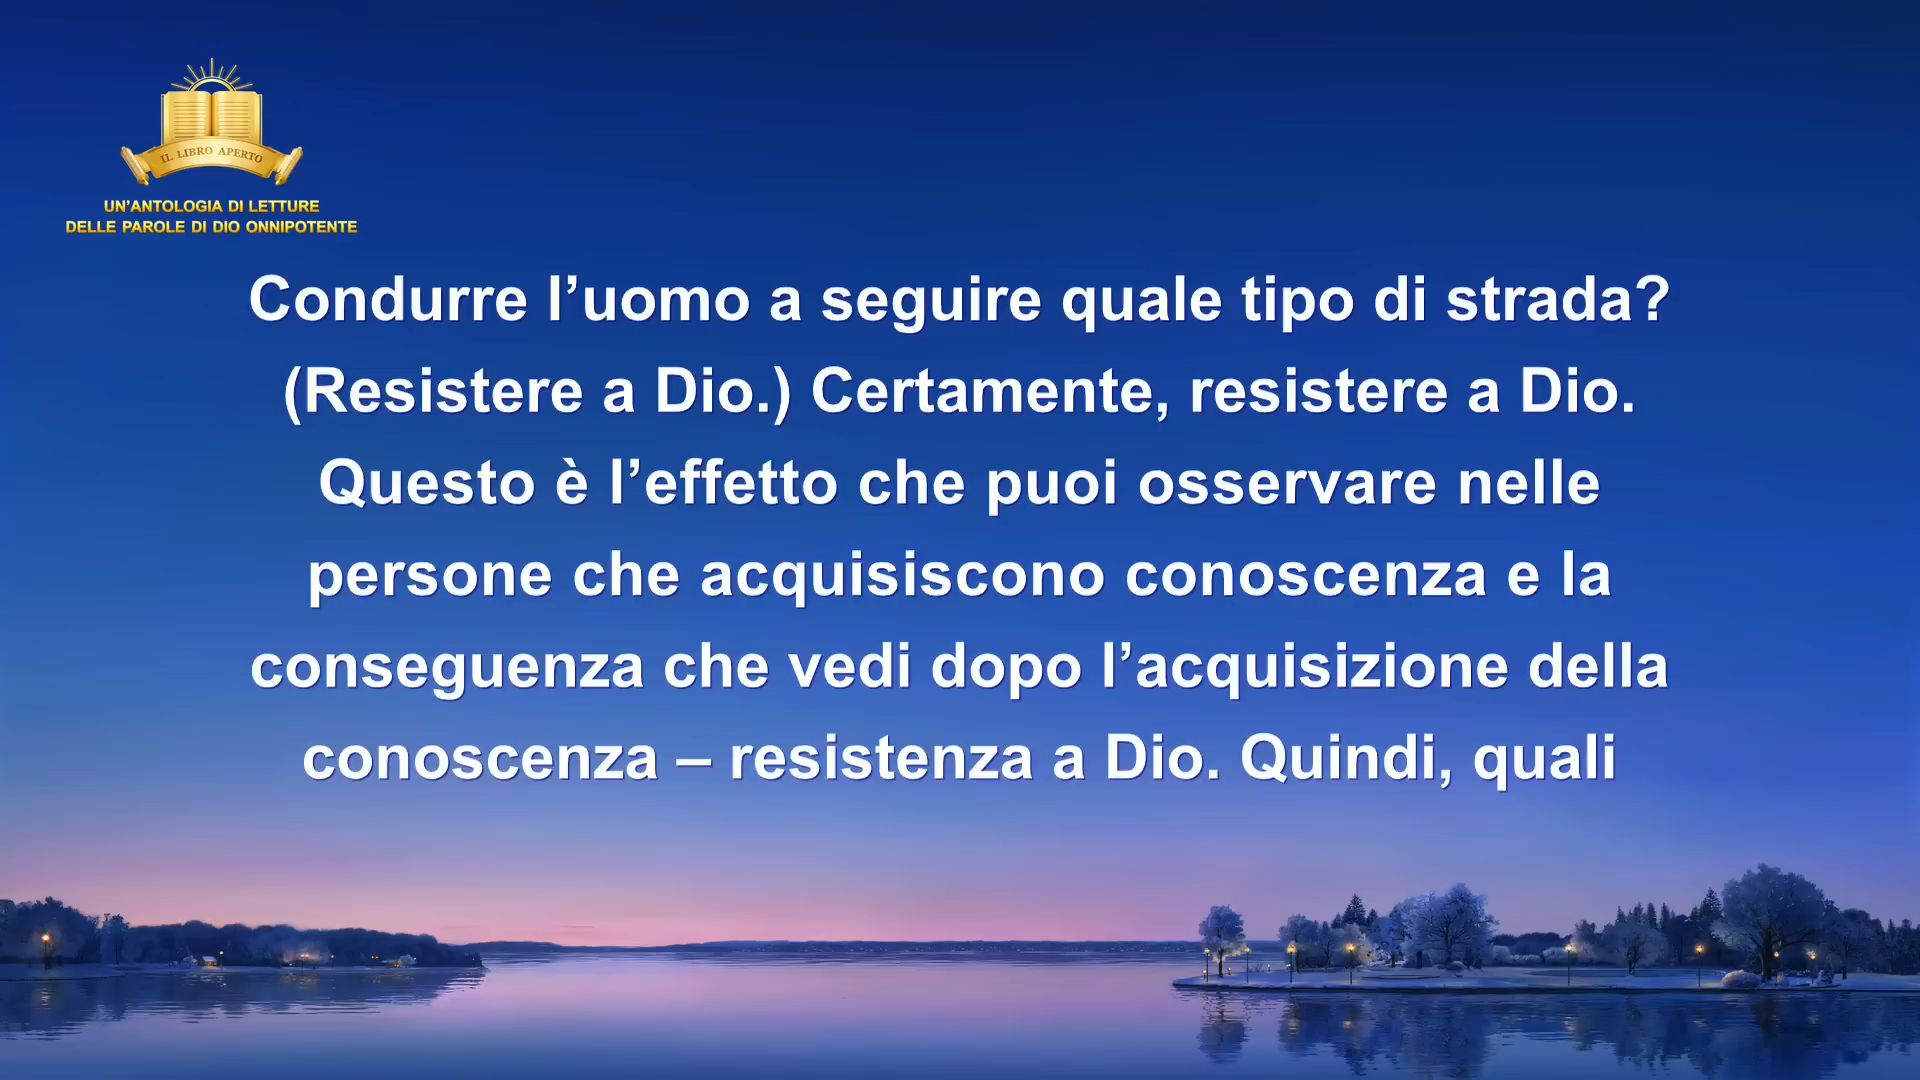 IL LIBRO APERTO
UN’ANTOLOGIA DI LETTURE
DELLE PAROLE DI DIO ONNIPOTENTE
Condurre l’uomo a seguire quale tipo di strada?
(Resistere a Dio.) Certamente, resistere a Dio.
Questo è l’effetto che puoi osservare nelle
persone che acquisiscono conoscenza e la
conseguenza che vedi dopo l’acquisizione della
conoscenza – resistenza a Dio. Quindi, quali